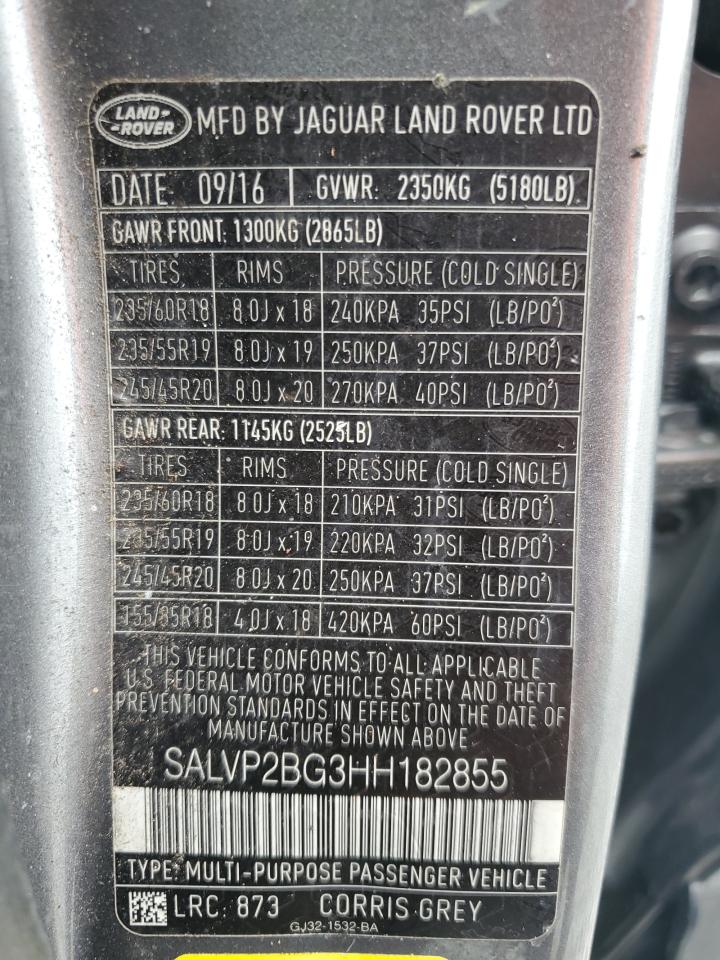 LAND-
-ROVER
MFD BY JAGUAR LAND ROVER LTD
DATE: 09/16 GVWR: 2350KG (5180LB)
GAWR FRONT: 1300KG (2865LB)
TIRES RIMS PRESSURE (COLD SINGLE)
235/60R18 8.0J x 18 240KPA 35PSI (LB/PO²)
235/55R19 8.0J x 19 250KPA 37PSI (LB/PO²)
245/45R20 8.0J x 20 270KPA 40PSI (LB/PO²)
GAWR REAR: 1145KG (2525LB)
TIRES RIMS PRESSURE (COLD SINGLE)
235/60R18 8.0J x 18 210KPA 31PSI (LB/PO²)
235/55R19 8.0J x 19 220KPA 32PSI (LB/PO²)
245/45R20 8.0J x 20 250KPA 37PSI (LB/PO²)
155/85R18 4.0J x 18 420KPA 60PSI (LB/PO²)
THIS VEHICLE CONFORMS TO ALL APPLICABLE
U.S. FEDERAL MOTOR VEHICLE SAFETY AND THEFT
PREVENTION STANDARDS IN EFFECT ON THE DATE OF
MANUFACTURE SHOWN ABOVE
SALVP2BG3HH182855
TYPE: MULTI-PURPOSE PASSENGER VEHICLE
LRC: 873 CORRIS GREY
GJ32-1532-BA